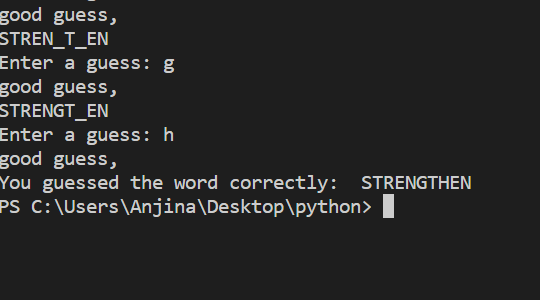 good guess,
STREN_T_EN
Enter a guess: g
good guess,
STRENGT_EN
Enter a guess: h
good guess,
You guessed the word correctly:  STRENGTHEN
PS C:\Users\Anjina\Desktop\python>